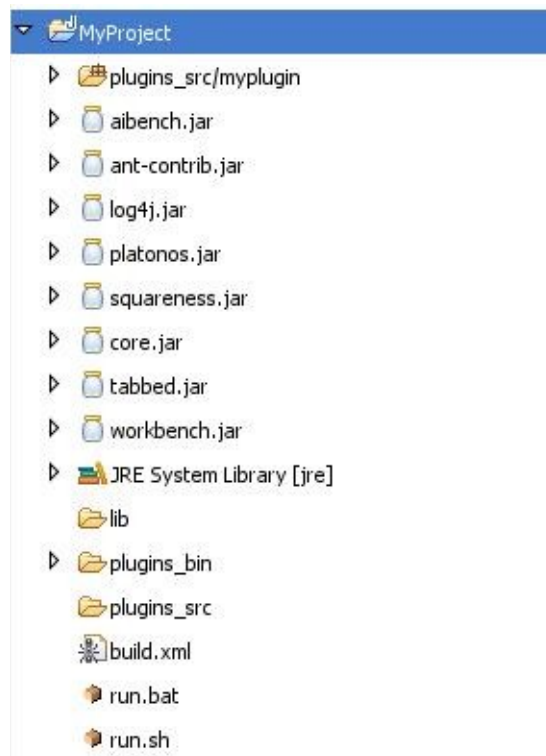 MyProject
plugins_src/myplugin
aibench.jar
ant-contrib.jar
log4j.jar
platonos.jar
squareness.jar
core.jar
tabbed.jar
workbench.jar
JRE System Library [jre]
lib
plugins_bin
plugins_src
build.xml
run.bat
run.sh